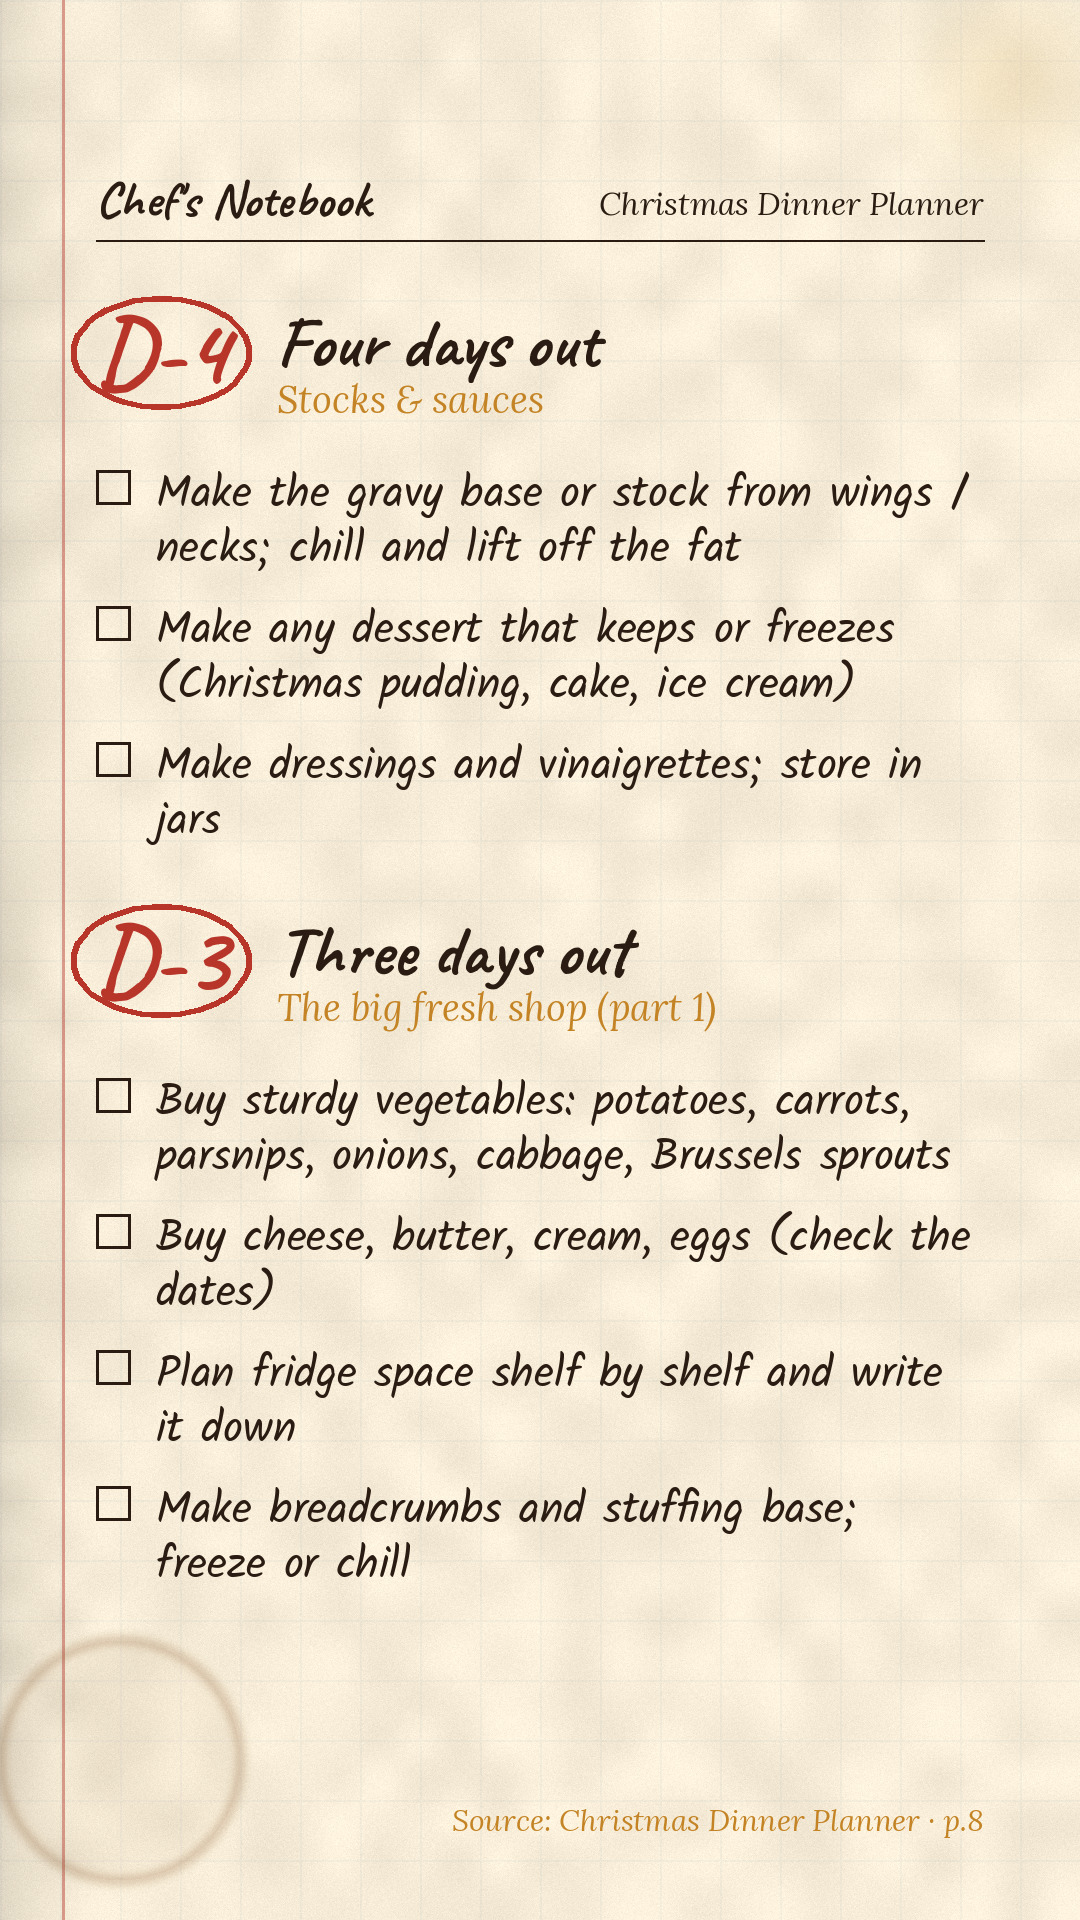 Chef's Notebook
Christmas Dinner Planner
D-4
Four days out
Stocks & sauces
Make the gravy base or stock from wings /
necks; chill and lift off the fat
Make any dessert that keeps or freezes
(Christmas pudding, cake, ice cream)
Make dressings and vinaigrettes; store in
jars
D-3
Three days out
The big fresh shop (part 1)
Buy sturdy vegetables: potatoes, carrots,
parsnips, onions, cabbage, Brussels sprouts
Buy cheese, butter, cream, eggs (check the
dates)
Plan fridge space shelf by shelf and write
it down
Make breadcrumbs and stuffing base;
freeze or chill
Source: Christmas Dinner Planner · p.8